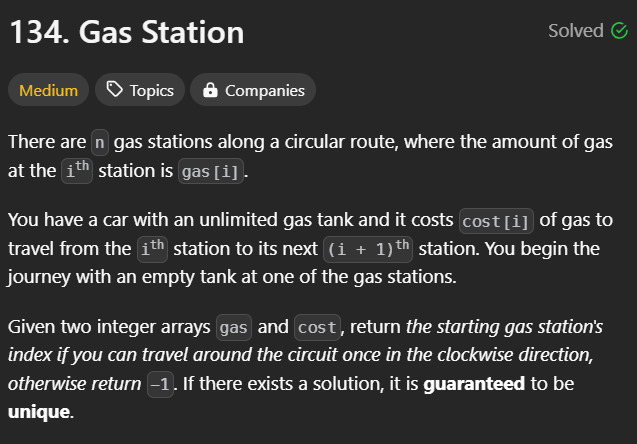 134. Gas Station
Solved
Medium
Topics
Companies
There are n gas stations along a circular route, where the amount of gas
at the ith station is gas[i].
You have a car with an unlimited gas tank and it costs cost[i] of gas to
travel from the ith station to its next (i + 1)th station. You begin the
journey with an empty tank at one of the gas stations.
Given two integer arrays gas and cost, return the starting gas station's
index if you can travel around the circuit once in the clockwise direction,
otherwise return -1. If there exists a solution, it is guaranteed to be
unique.